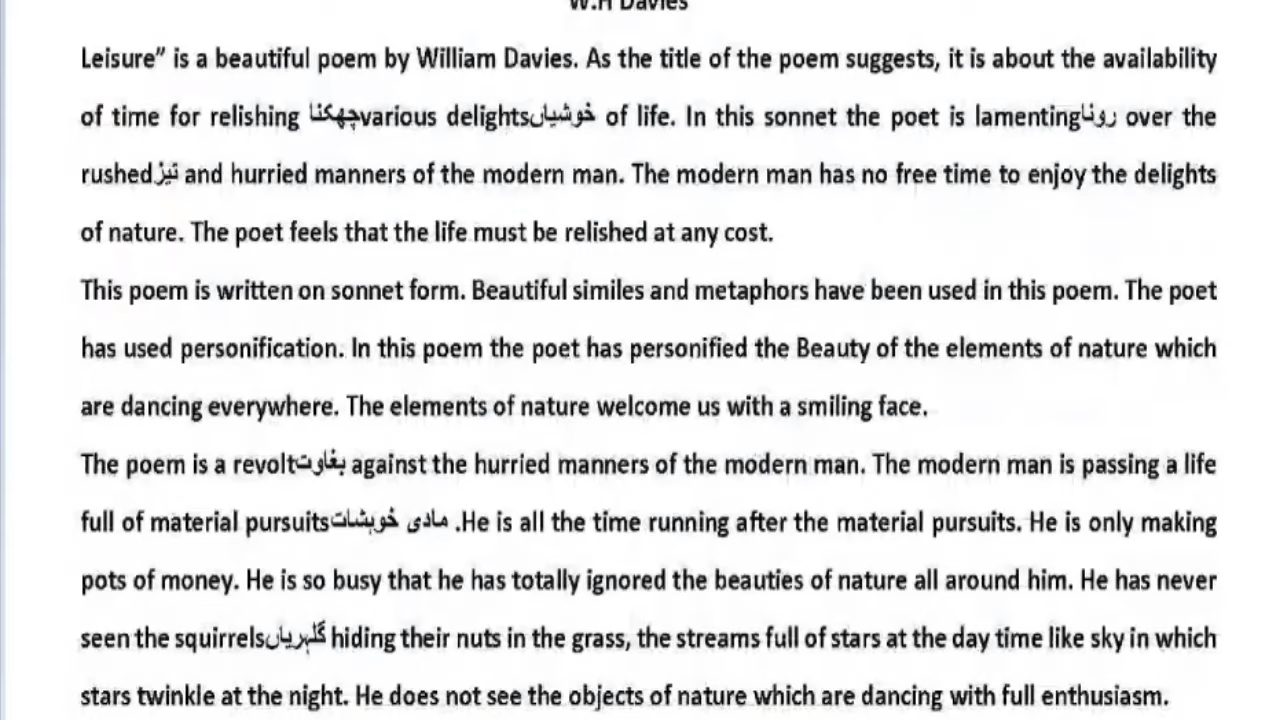 W.H Davies
Leisure” is a beautiful poem by William Davies. As the title of the poem suggests, it is about the availability
of time for relishing چھکناvarious delightsخوشیاں of life. In this sonnet the poet is lamentingرونا over the
rushedتیز and hurried manners of the modern man. The modern man has no free time to enjoy the delights
of nature. The poet feels that the life must be relished at any cost.
This poem is written on sonnet form. Beautiful similes and metaphors have been used in this poem. The poet
has used personification. In this poem the poet has personified the Beauty of the elements of nature which
are dancing everywhere. The elements of nature welcome us with a smiling face.
The poem is a revoltبغاوت against the hurried manners of the modern man. The modern man is passing a life
full of material pursuitsمادی خوہشات .He is all the time running after the material pursuits. He is only making
pots of money. He is so busy that he has totally ignored the beauties of nature all around him. He has never
seen the squirrelsگلہریاں hiding their nuts in the grass, the streams full of stars at the day time like sky in which
stars twinkle at the night. He does not see the objects of nature which are dancing with full enthusiasm.